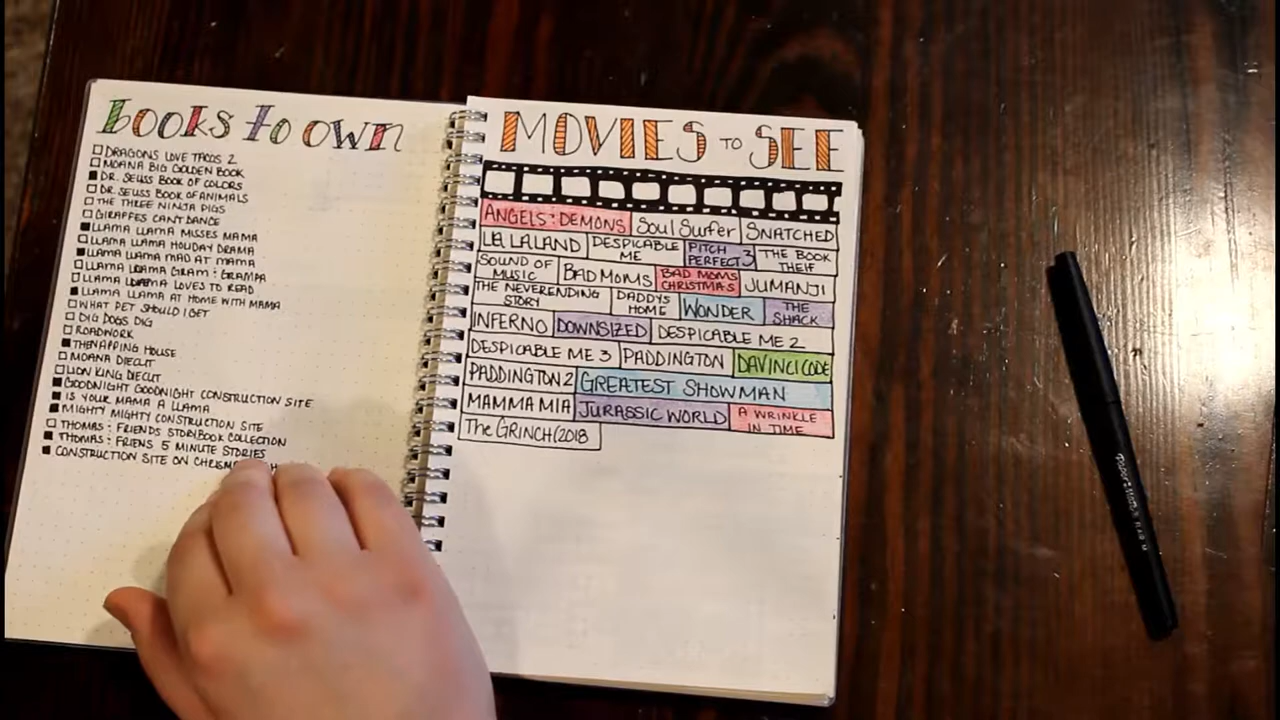 books to own
DRAGONS LOVE TACOS 2
MOANA BIG GOLDEN BOOK
DR. SEUSS BOOK OF COLORS
DR. SEUSS BOOK OF ANIMALS
THE THREE NINJA PIGS
GIRAFFES CANT DANCE
LLAMA LLAMA MISSES MAMA
LLAMA LLAMA HOLIDAY DRAMA
LLAMA LLAMA MAD AT MAMA
LLAMA LLAMA GRAM & GRAMPA
LLAMA LLAMA LOVES TO READ
LLAMA LLAMA AT HOME WITH MAMA
WHAT PET SHOULD I GET
DIG DOGS DIG
ROADWORK
THE NAPPING HOUSE
MOANA DIECUT
LION KING DIECUT
GOODNIGHT GOODNIGHT CONSTRUCTION SITE
IS YOUR MAMA A LLAMA
MIGHTY MIGHTY CONSTRUCTION SITE
THOMAS & FRIENDS STORYBOOK COLLECTION
THOMAS & FRIENS 5 MINUTE STORIES
CONSTRUCTION SITE ON
MOVIES TO SEE
ANGELS & DEMONS Soul Surfer SNATCHED
LA LA LAND DESPICABLE ME PITCH PERFECT 3 THE BOOK THEIF
SOUND OF MUSIC BAD MOMS BAD MOMS CHRISTMAS JUMANJI
THE NEVERENDING STORY DADDYS HOME WONDER THE SHACK
INFERNO DOWNSIZED DESPICABLE ME 2
DESPICABLE ME 3 PADDINGTON DAVINCI CODE
PADDINGTON 2 GREATEST SHOWMAN
MAMMA MIA JURASSIC WORLD A WRINKLE IN TIME
The GRINCH (2018